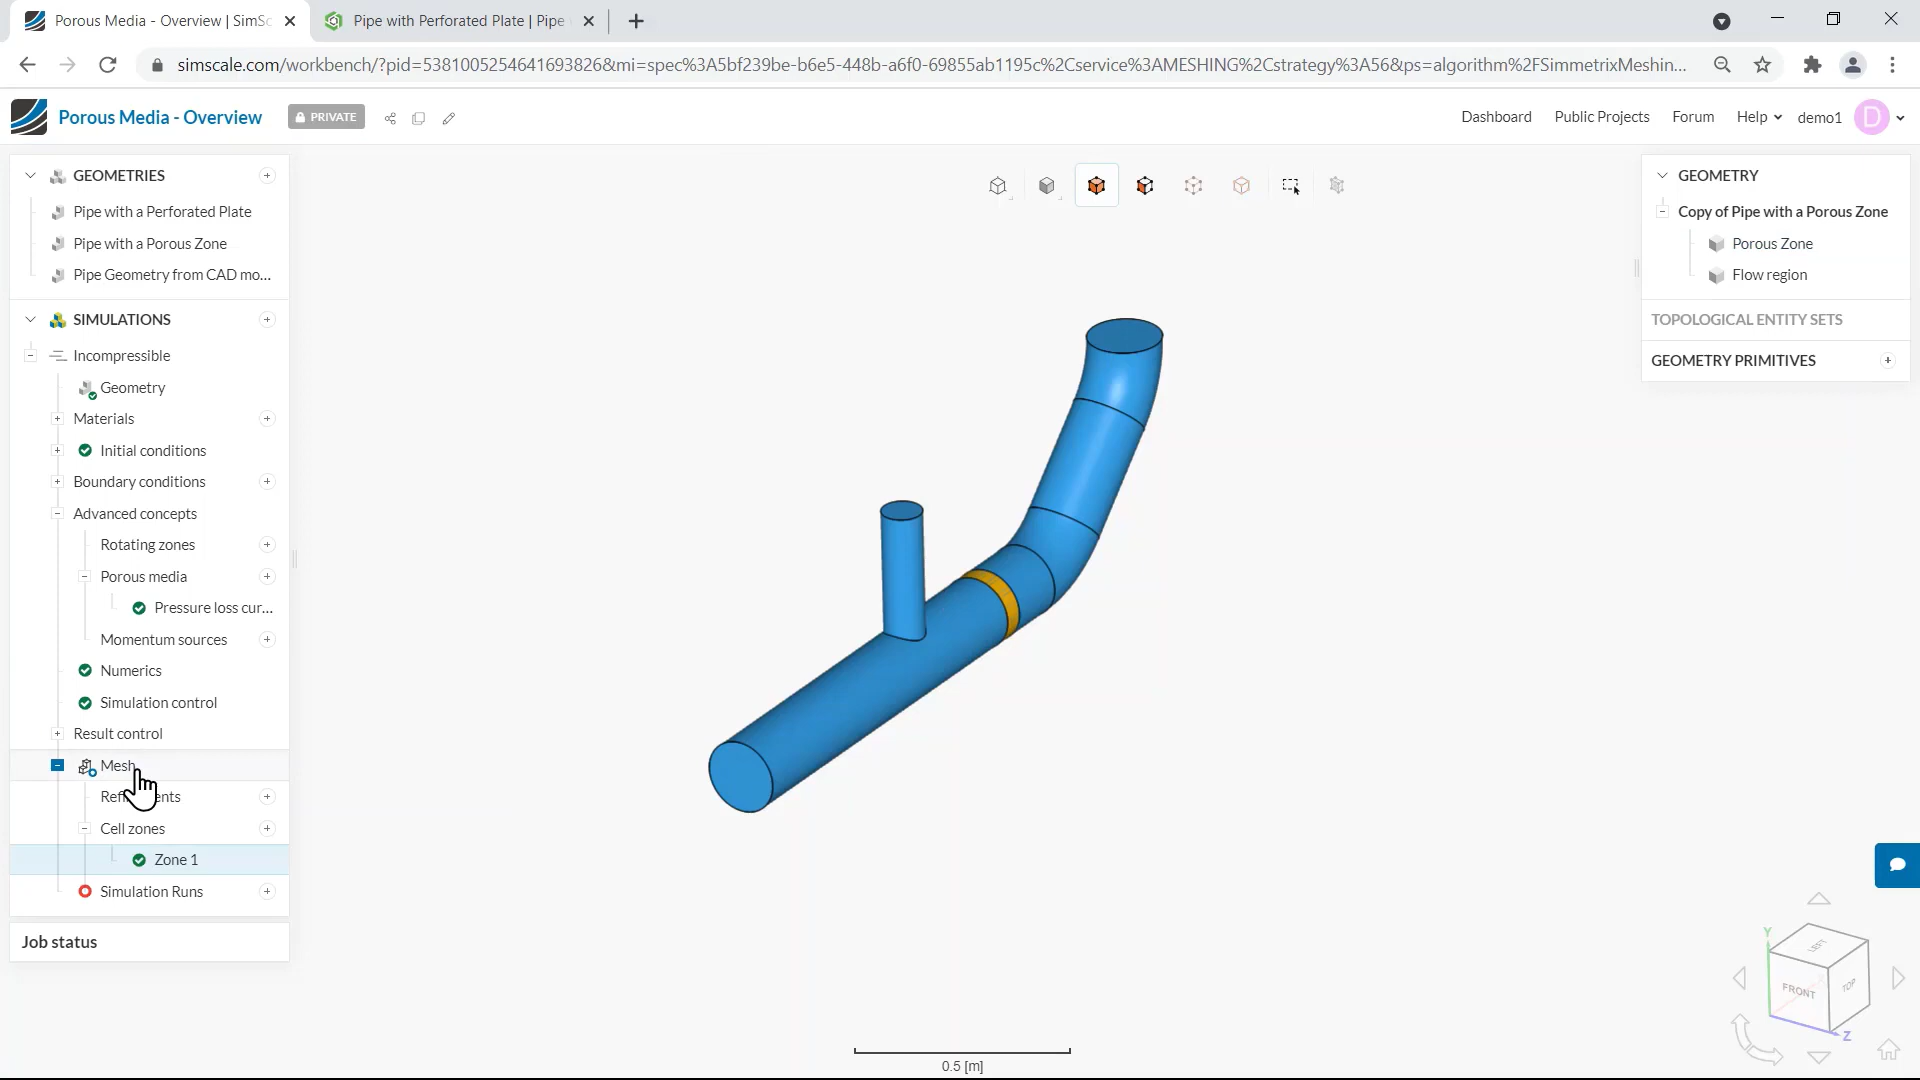 Porous Media - Overview | SimSc
Pipe with Perforated Plate | Pipe
simscale.com/workbench/?pid=5381005254641693826&mi=spec%3A5bf239be-b6e5-448b-a6f0-69855ab1195c%2Cservice%3AMESHING%2Cstrategy%3A56&ps=algorithm%2FSimmetrixMeshin...
Porous Media - Overview
PRIVATE
Dashboard
Public Projects
Forum
Help
demo1
D
GEOMETRIES
Pipe with a Perforated Plate
Pipe with a Porous Zone
Pipe Geometry from CAD mo...
SIMULATIONS
Incompressible
Geometry
Materials
Initial conditions
Boundary conditions
Advanced concepts
Rotating zones
Porous media
Pressure loss cur...
Momentum sources
Numerics
Simulation control
Result control
Mesh
Cell zones
Zone 1
Simulation Runs
Job status
GEOMETRY
Copy of Pipe with a Porous Zone
Porous Zone
Flow region
TOPOLOGICAL ENTITY SETS
GEOMETRY PRIMITIVES
0.5 [m]
Y
LEFT
FRONT
TOP
Z